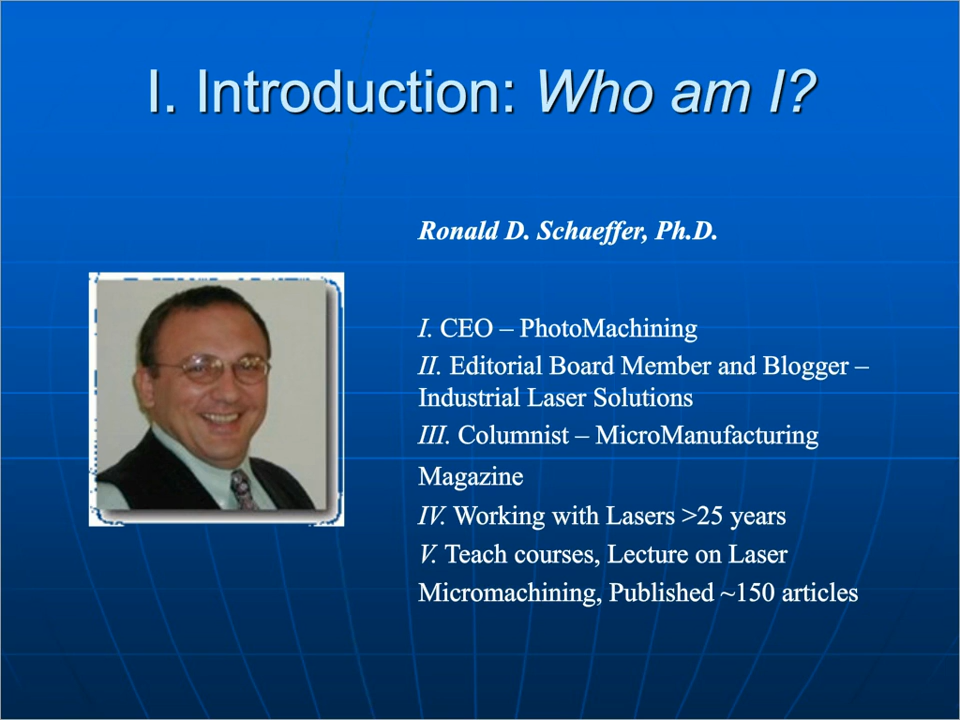 I. Introduction: Who am I?
Ronald D. Schaeffer, Ph.D.
I. CEO – PhotoMachining
II. Editorial Board Member and Blogger –
Industrial Laser Solutions
III. Columnist – MicroManufacturing
Magazine
IV. Working with Lasers >25 years
V. Teach courses, Lecture on Laser
Micromachining, Published ~150 articles